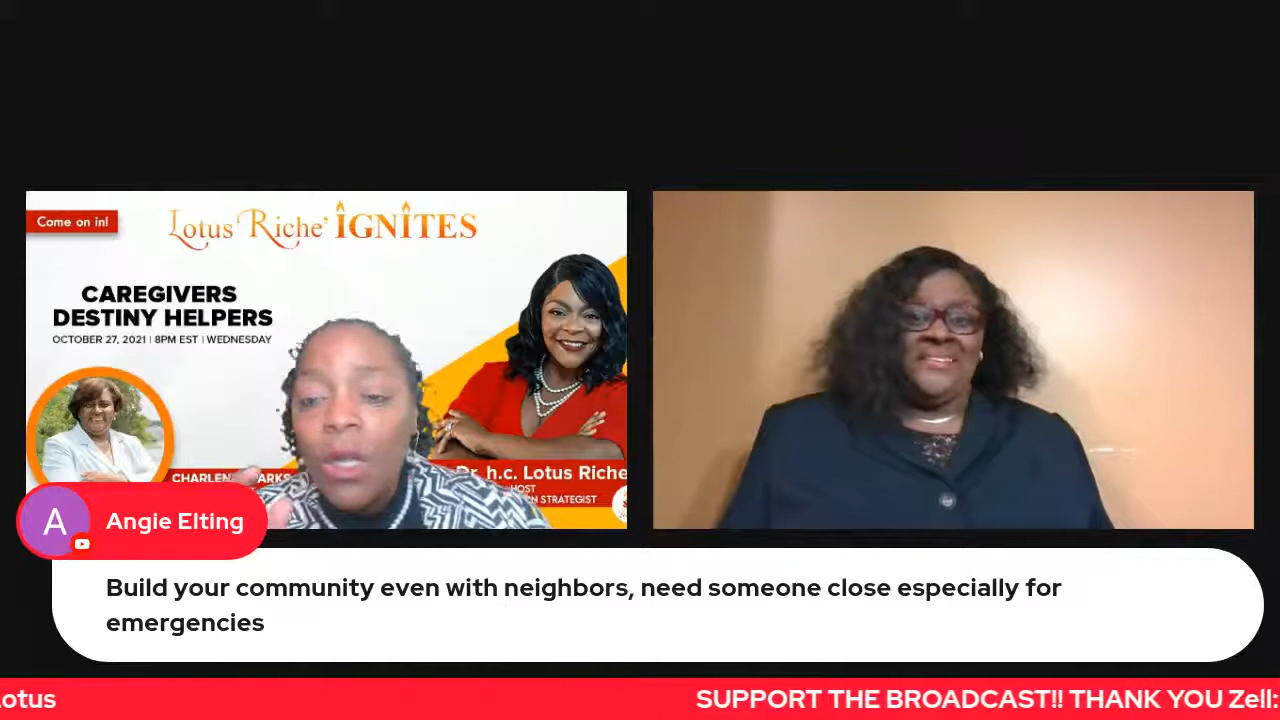 Come on in!
Lotus Riche' IGNITES
CAREGIVERS
DESTINY HELPERS
OCTOBER 27, 2021 | 8PM EST | WEDNESDAY
Dr. h.c. Lotus Riche
HOST
STRATEGIST
Angie Elting
A
Build your community even with neighbors, need someone close especially for
emergencies
Lotus
SUPPORT THE BROADCAST!! THANK YOU Zell: